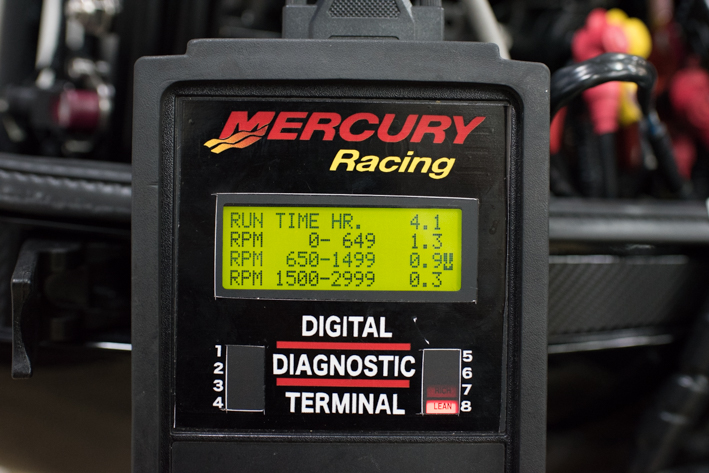 MERCURY
Racing
RUN TIME HR. 4.1
RPM 0- 649 1.3
RPM 650-1499 0.9
RPM 1500-2999 0.3
DIGITAL
DIAGNOSTIC
TERMINAL
1
2
3
4
5
6
7
8
LEAN